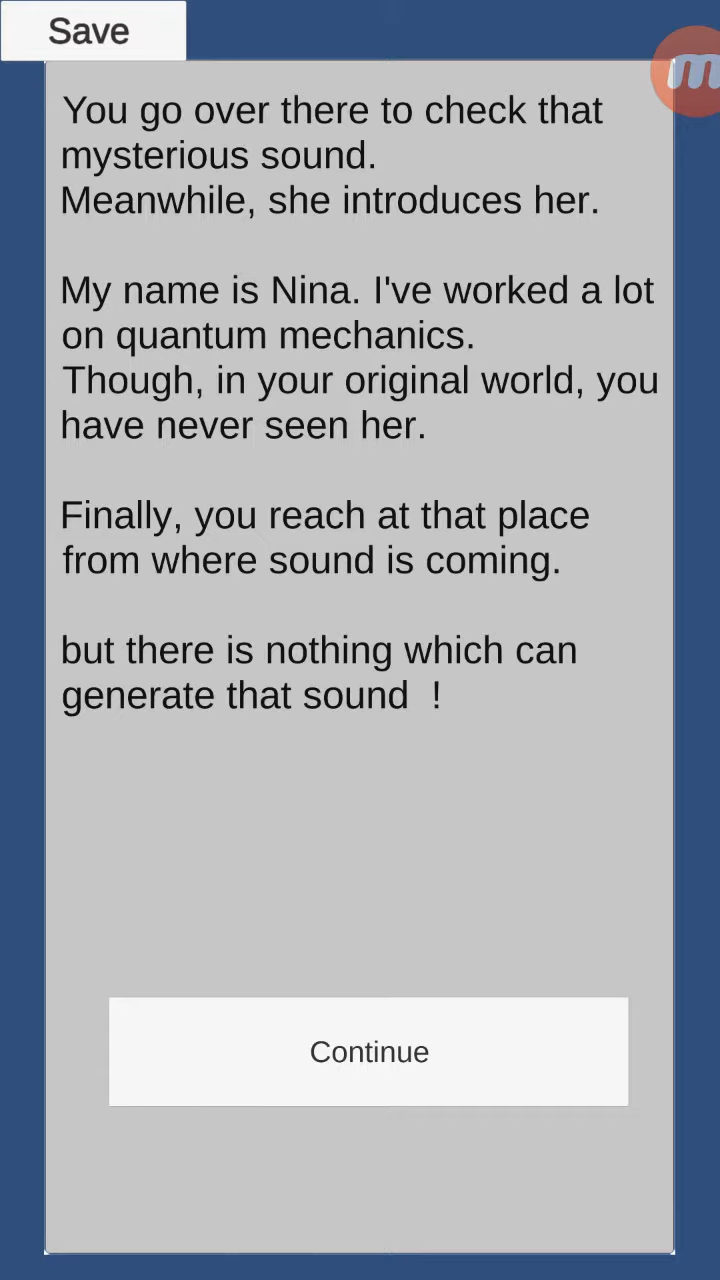 Save
m
You go over there to check that
mysterious sound.
Meanwhile, she introduces her.
My name is Nina. I've worked a lot
on quantum mechanics.
Though, in your original world, you
have never seen her.
Finally, you reach at that place
from where sound is coming.
but there is nothing which can
generate that sound  !
Continue